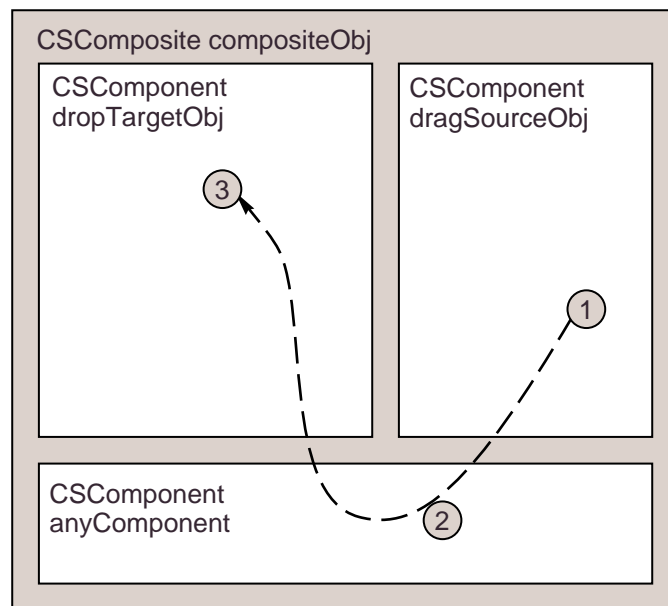 CSComposite compositeObj
CSComponent
dropTargetObj
CSComponent
dragSourceObj
3
1
CSComponent
anyComponent
2